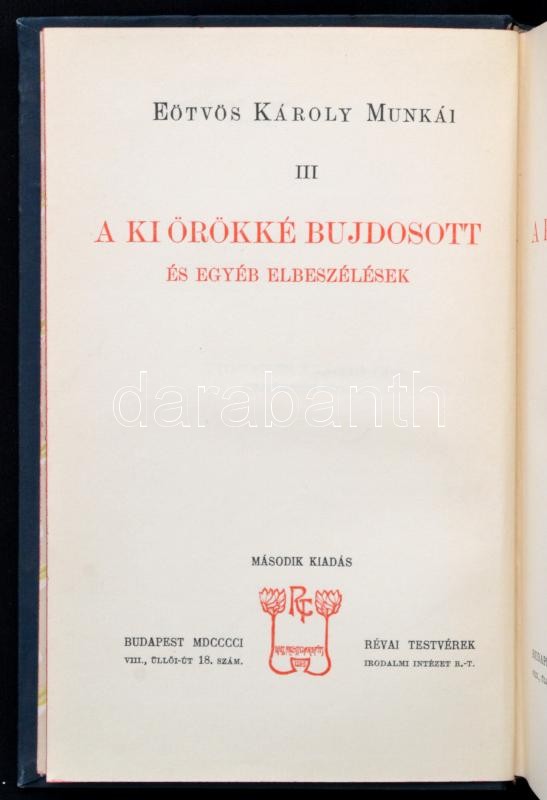 EÖTVÖS KÁROLY MUNKÁI
III
A KI ÖRÖKKÉ BUJDOSOTT
ÉS EGYÉB ELBESZÉLÉSEK
darabanth
MÁSODIK KIADÁS
BUDAPEST MDCCCCI
VIII., ÜLLŐI-ÚT 18. SZÁM.
RÉVAI TESTVÉREK
IRODALMI INTÉZET R.-T.